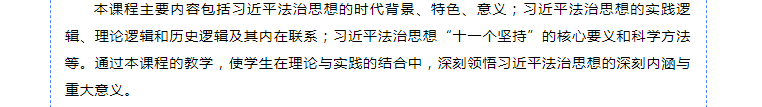 本课程主要内容包括习近平法治思想的时代背景、特色、意义；习近平法治思想的实践逻
辑、理论逻辑和历史逻辑及其内在联系；习近平法治思想“十一个坚持”的核心要义和科学方法
等。通过本课程的教学，使学生在理论与实践的结合中，深刻领悟习近平法治思想的深刻内涵与
重大意义。